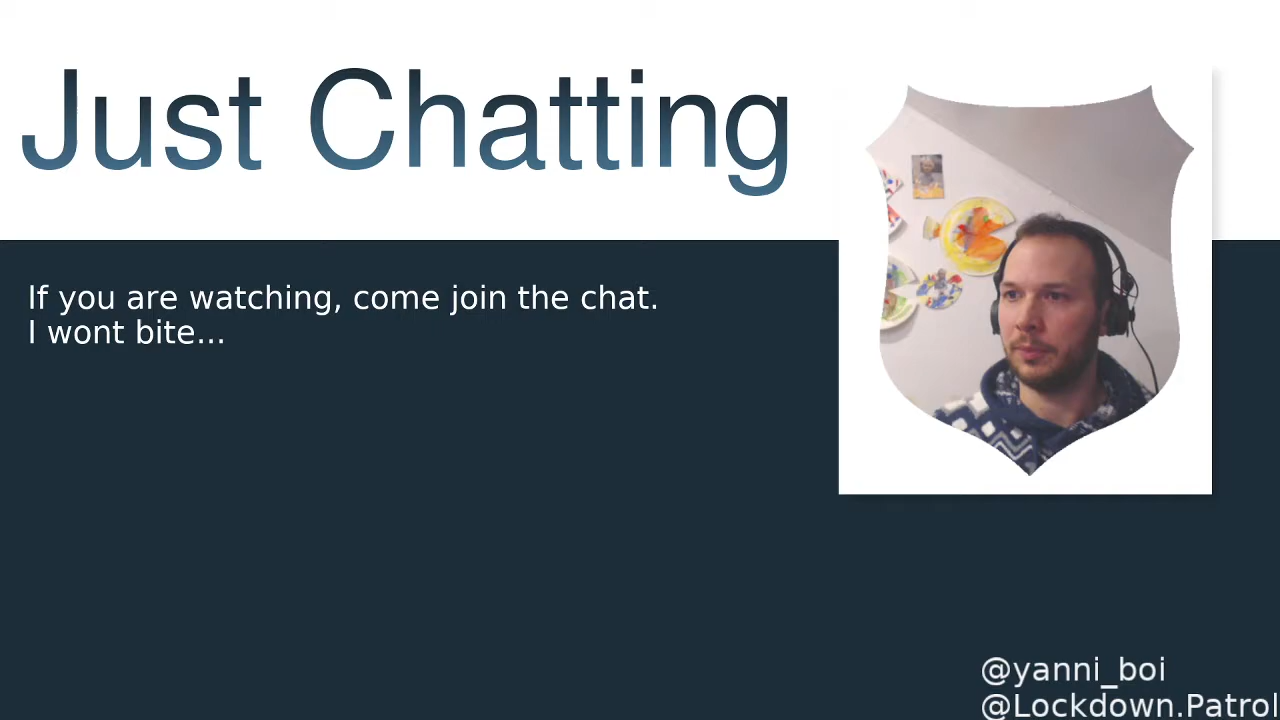 Just Chatting
If you are watching, come join the chat.
I wont bite...
@yanni_boi
@Lockdown.Patrol